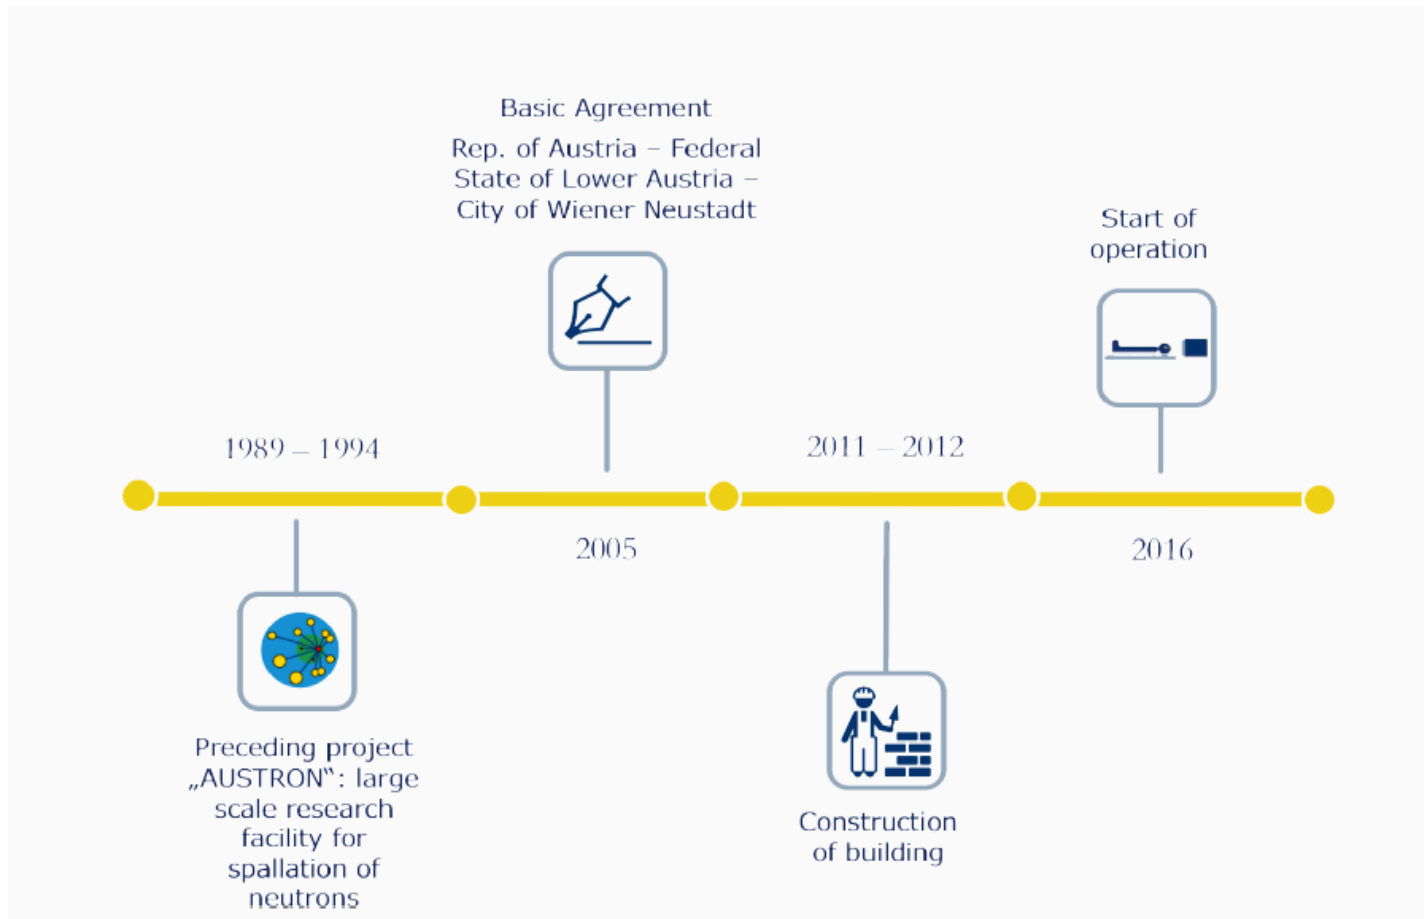 Basic Agreement
Rep. of Austria – Federal
State of Lower Austria –
City of Wiener Neustadt
Start of
operation
1989 – 1994
2011 – 2012
2005
2016
Preceding project
„AUSTRON“: large
scale research
facility for
spallation of
neutrons
Construction
of building